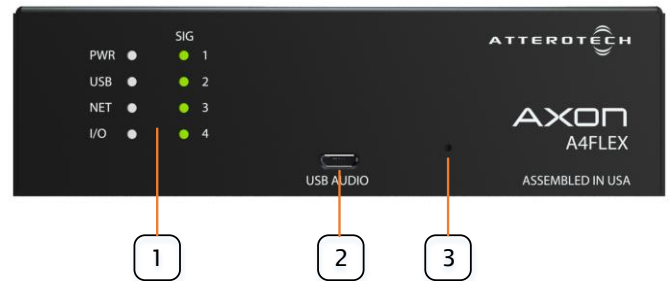 SIG
PWR 1
USB 2
NET 3
I/O 4
ATTEROTECH
AXON
A4FLEX
USB AUDIO
ASSEMBLED IN USA
1
2
3